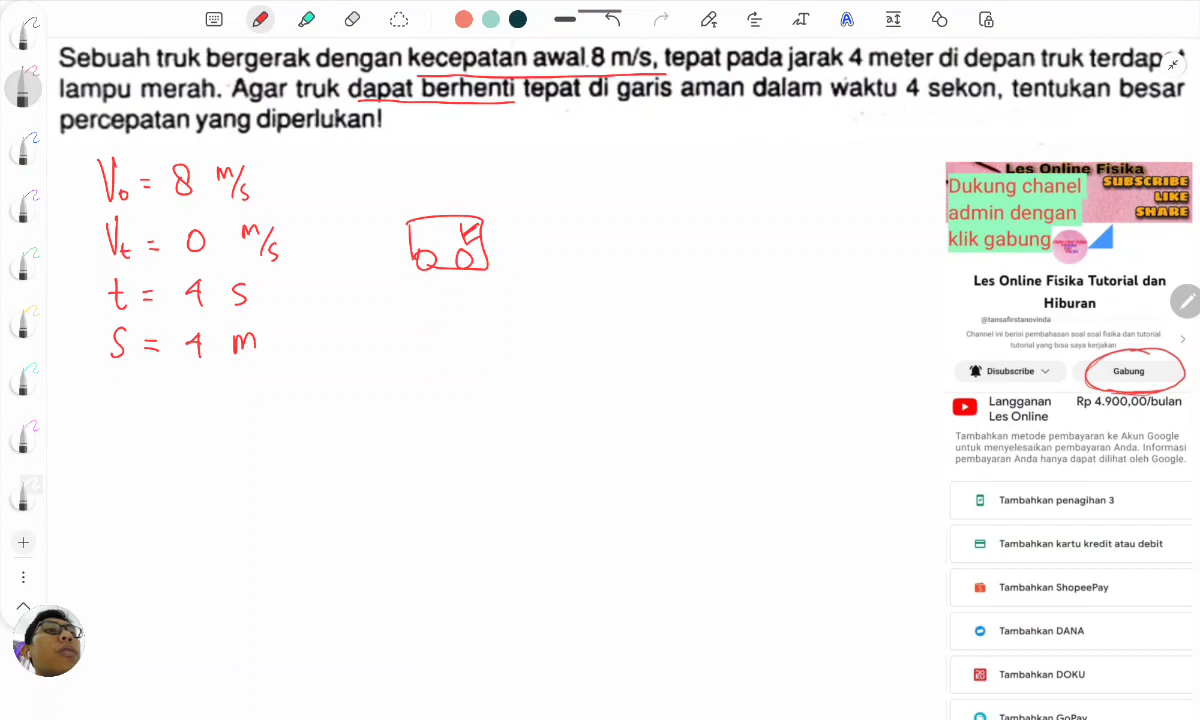 Sebuah truk bergerak dengan kecepatan awal 8 m/s, tepat pada jarak 4 meter di depan truk terdapat
lampu merah. Agar truk dapat berhenti tepat di garis aman dalam waktu 4 sekon, tentukan besar
percepatan yang diperlukan!
V₀ = 8 m/s
Vt = 0 m/s
t = 4 s
S = 4 m
Les Online Fisika
SUBSCRIBE
LIKE
SHARE
Dukung chanel
admin dengan
klik gabung
Les Online Fisika Tutorial dan
Hiburan
@tansafirstanovinda
Channel ini berisi pembahasan soal soal fisika dan tutorial
tutorial yang bisa saya kerjakan
Disubscribe
Gabung
Langganan Rp 4.900,00/bulan
Les Online
Tambahkan metode pembayaran ke Akun Google
untuk menyelesaikan pembayaran Anda. Informasi
pembayaran Anda hanya dapat dilihat oleh Google.
Tambahkan penagihan 3
Tambahkan kartu kredit atau debit
Tambahkan ShopeePay
Tambahkan DANA
Tambahkan DOKU
Tambahkan GoPay